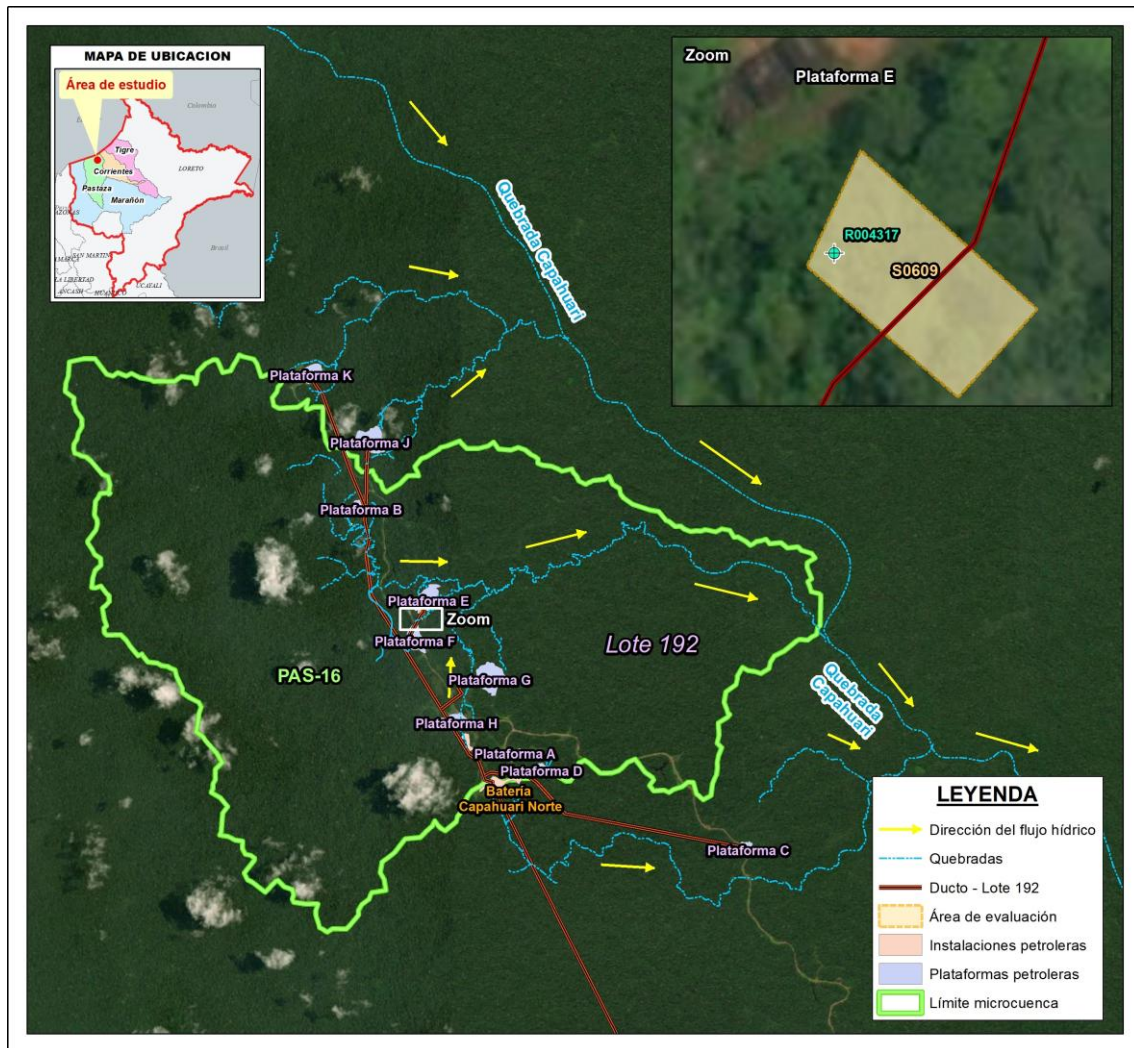 MAPA DE UBICACION
Área de estudio
Colombia
Tigre
LORETO
Corrientes
Pastaza
Marañón
Brasil
SAN MARTIN
LA LIBERTAD
ANCASH
UCAYALI
Zoom
Plataforma E
R004317
S0609
Quebrada Capahuari
Plataforma K
Plataforma J
Plataforma B
Plataforma E
Zoom
Plataforma F
Lote 192
PAS-16
Plataforma G
Quebrada
Capahuari
Plataforma H
Plataforma A
Plataforma D
Batería
Capahuari Norte
Plataforma C
LEYENDA
Dirección del flujo hídrico
Quebradas
Ducto - Lote 192
Área de evaluación
Instalaciones petroleras
Plataformas petroleras
Límite microcuenca